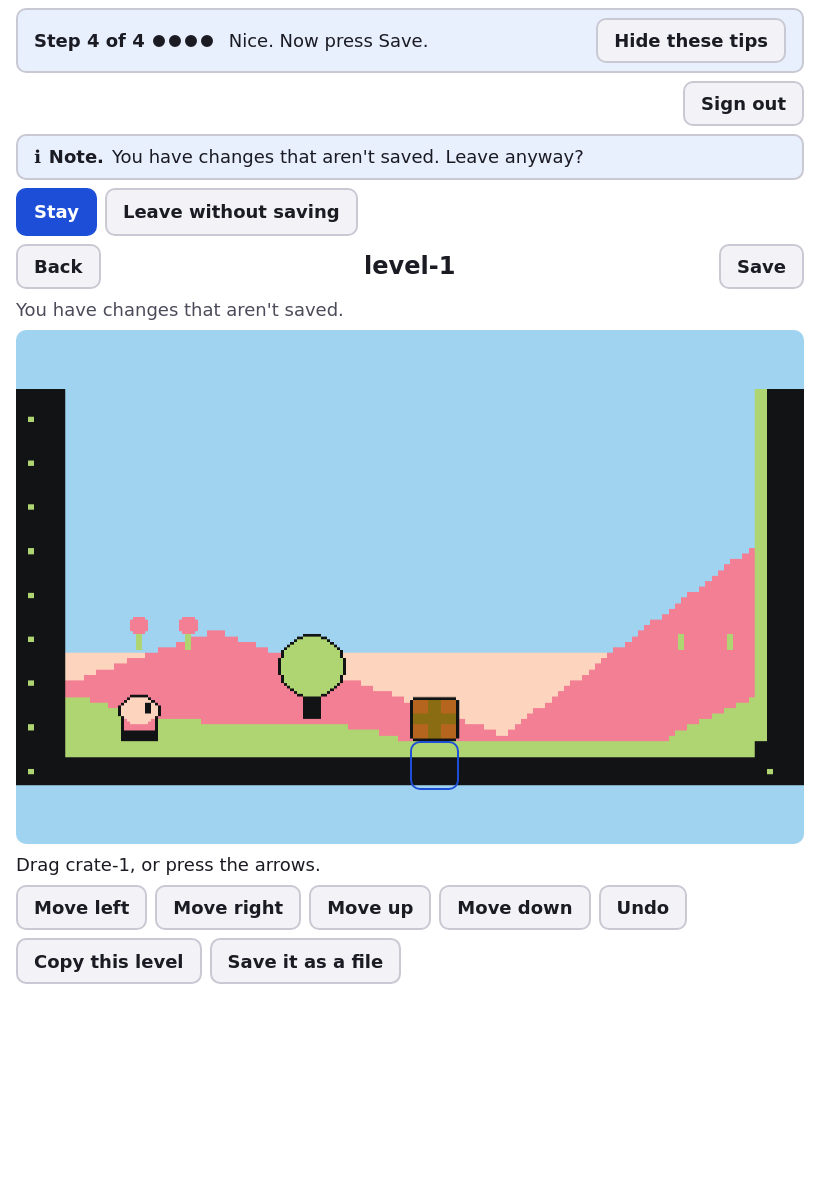 Step 4 of 4 ●●●● Nice. Now press Save. Hide these tips
Sign out
ℹ Note. You have changes that aren't saved. Leave anyway?
Stay Leave without saving
Back level-1 Save
You have changes that aren't saved.
Drag crate-1, or press the arrows.
Move left Move right Move up Move down Undo
Copy this level Save it as a file